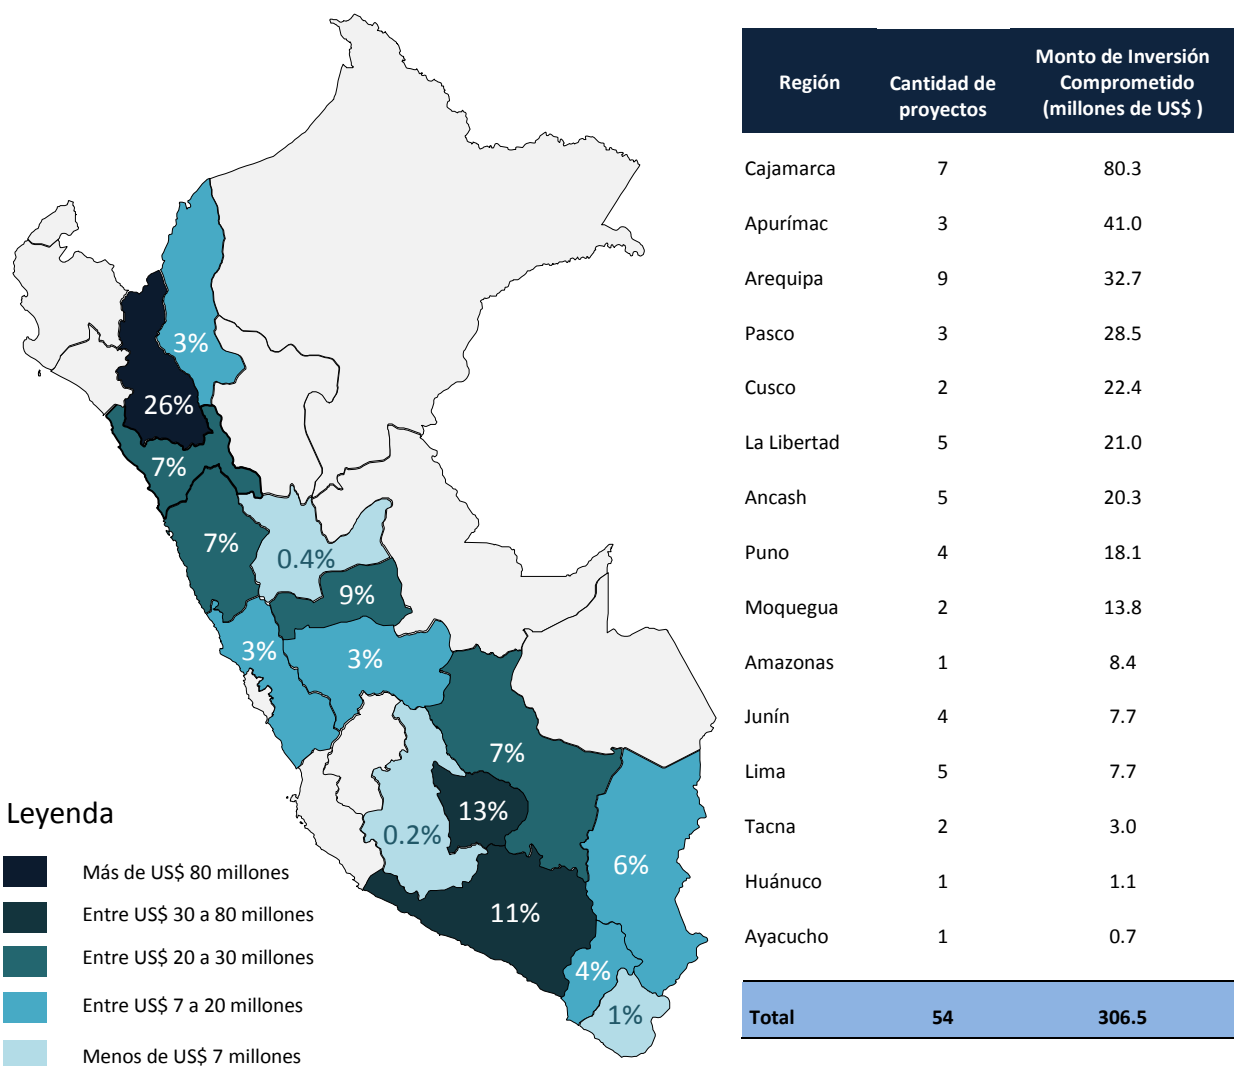 3%
26%
7%
7%
0.4%
9%
3%
3%
7%
13%
0.2%
6%
11%
4%
1%
Leyenda
Más de US$ 80 millones
Entre US$ 30 a 80 millones
Entre US$ 20 a 30 millones
Entre US$ 7 a 20 millones
Menos de US$ 7 millones
Región Cantidad de proyectos Monto de Inversión Comprometido (millones de US$ )
Cajamarca 7 80.3
Apurímac 3 41.0
Arequipa 9 32.7
Pasco 3 28.5
Cusco 2 22.4
La Libertad 5 21.0
Ancash 5 20.3
Puno 4 18.1
Moquegua 2 13.8
Amazonas 1 8.4
Junín 4 7.7
Lima 5 7.7
Tacna 2 3.0
Huánuco 1 1.1
Ayacucho 1 0.7
Total 54 306.5